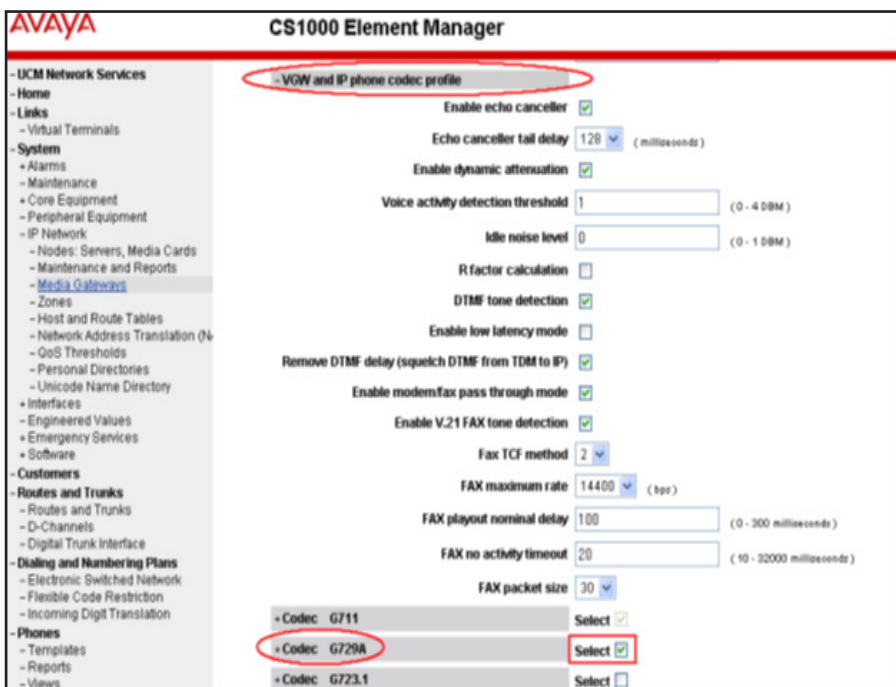 AVAYA
CS1000 Element Manager
- UCM Network Services
- Home
- Links
- Virtual Terminals
- System
+ Alarms
- Maintenance
+ Core Equipment
- Peripheral Equipment
- IP Network
- Nodes: Servers, Media Cards
- Maintenance and Reports
- Media Gateways
- Zones
- Host and Route Tables
- Network Address Translation (N
- QoS Thresholds
- Personal Directories
- Unicode Name Directory
+ Interfaces
- Engineered Values
+ Emergency Services
+ Software
- Customers
- Routes and Trunks
- Routes and Trunks
- D-Channels
- Digital Trunk Interface
- Dialing and Numbering Plans
- Electronic Switched Network
- Flexible Code Restriction
- Incoming Digit Translation
- Phones
- Templates
- Reports
- Views
- VGW and IP phone codec profile
Enable echo canceller
Echo canceller tail delay 128 (milliseconds)
Enable dynamic attenuation
Voice activity detection threshold 1 (0 - 4 DBM)
Idle noise level 0 (0 - 1 DBM)
R factor calculation
DTMF tone detection
Enable low latency mode
Remove DTMF delay (squelch DTMF from TDM to IP)
Enable modem/fax pass through mode
Enable V.21 FAX tone detection
Fax TCF method 2
FAX maximum rate 14400 (bps)
FAX playout nominal delay 100 (0 - 300 milliseconds)
FAX no activity timeout 20 (10 - 32000 milliseconds)
FAX packet size 30
+ Codec G711 Select
+ Codec G729A Select
+ Codec G723.1 Select